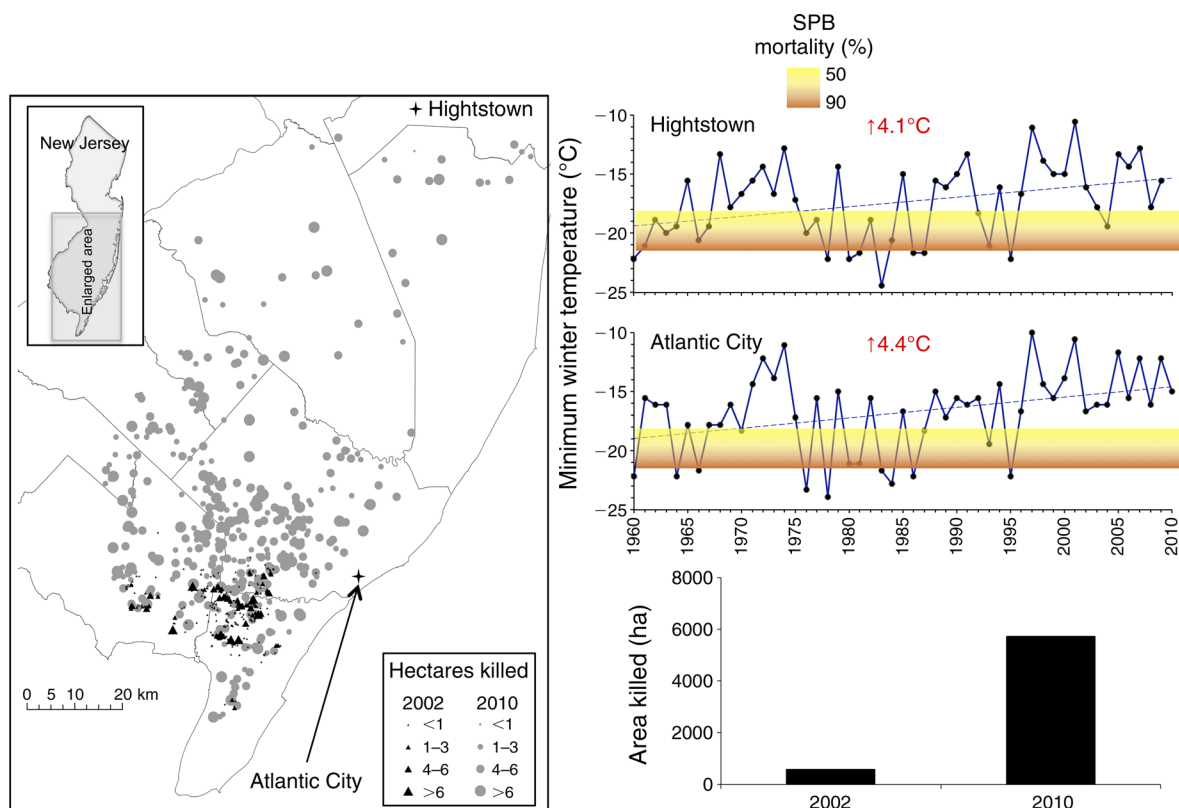 SPB
mortality (%)
50
90
Hightstown
New Jersey
Enlarged area
0 5 10 20 km
Atlantic City
Hectares killed
2002 2010
<1 <1
1–3 1–3
4–6 4–6
>6 >6
Minimum winter temperature (°C)
Hightstown
↑4.1°C
−10
−15
−20
−25
Atlantic City
↑4.4°C
−10
−15
−20
−25
1960 1965 1970 1975 1980 1985 1990 1995 2000 2005 2010
Area killed (ha)
8000
6000
4000
2000
0
2002 2010